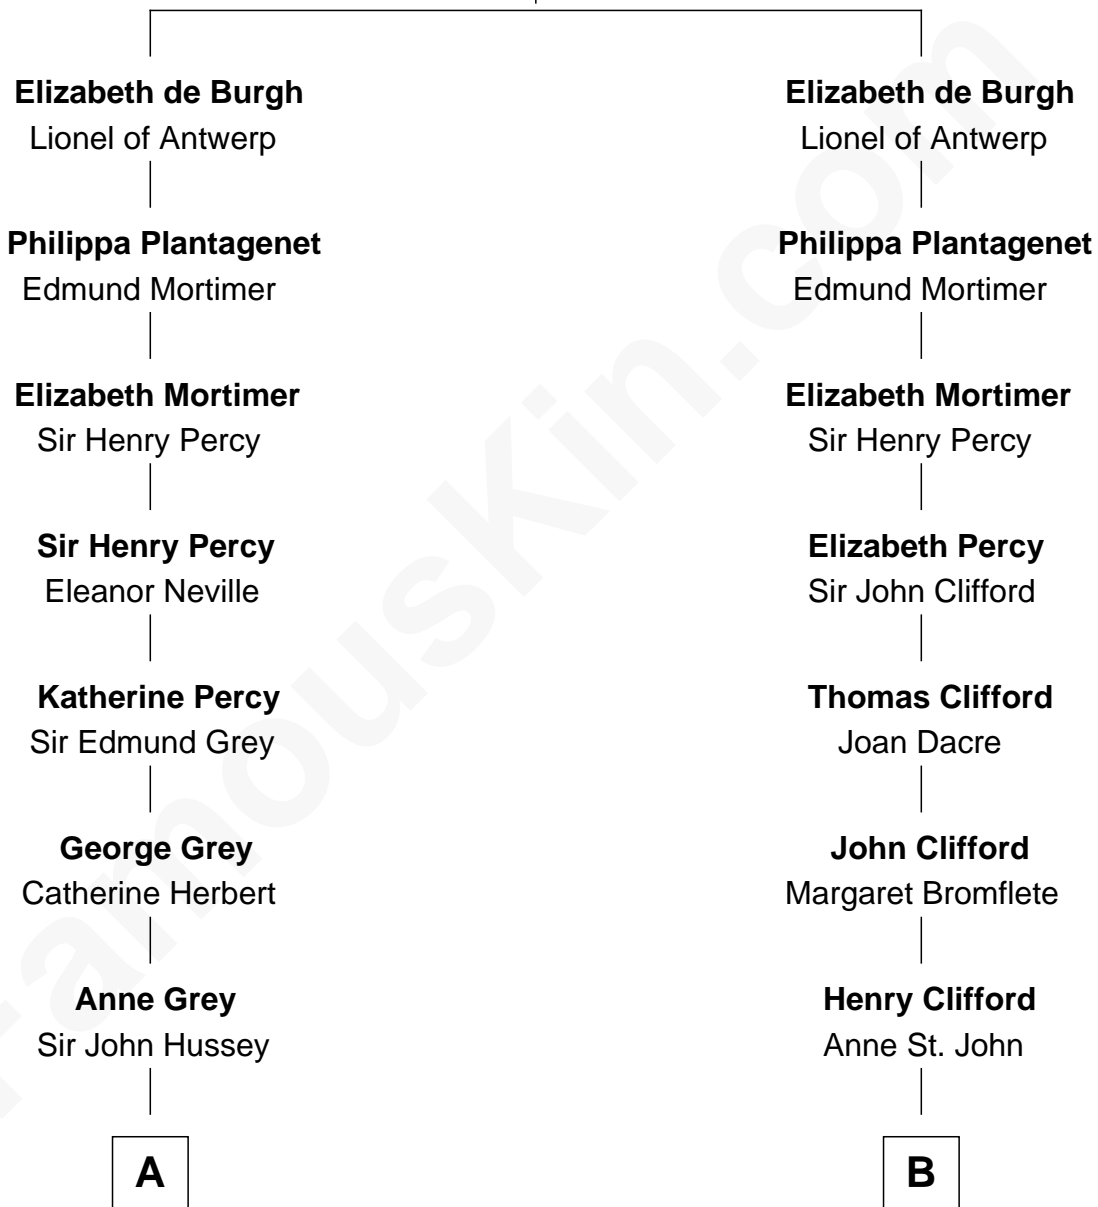 Elizabeth de Burgh
Lionel of Antwerp
Philippa Plantagenet
Edmund Mortimer
Elizabeth Mortimer
Sir Henry Percy
Sir Henry Percy
Eleanor Neville
Katherine Percy
Sir Edmund Grey
George Grey
Catherine Herbert
Anne Grey
Sir John Hussey
A
Elizabeth de Burgh
Lionel of Antwerp
Philippa Plantagenet
Edmund Mortimer
Elizabeth Mortimer
Sir Henry Percy
Elizabeth Percy
Sir John Clifford
Thomas Clifford
Joan Dacre
John Clifford
Margaret Bromflete
Henry Clifford
Anne St. John
B
FamousKin.com